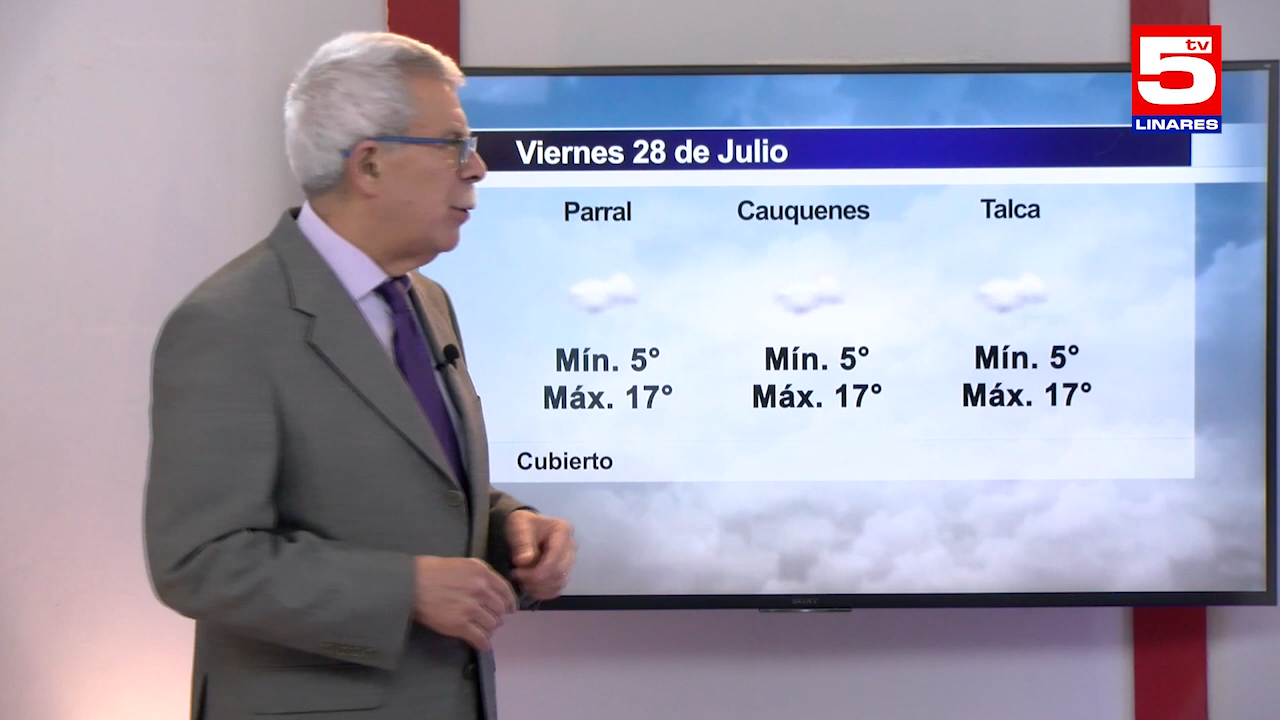 5 tv
LINARES
Viernes 28 de Julio
Parral Cauquenes Talca
Mín. 5° Mín. 5° Mín. 5°
Máx. 17° Máx. 17° Máx. 17°
Cubierto
SONY